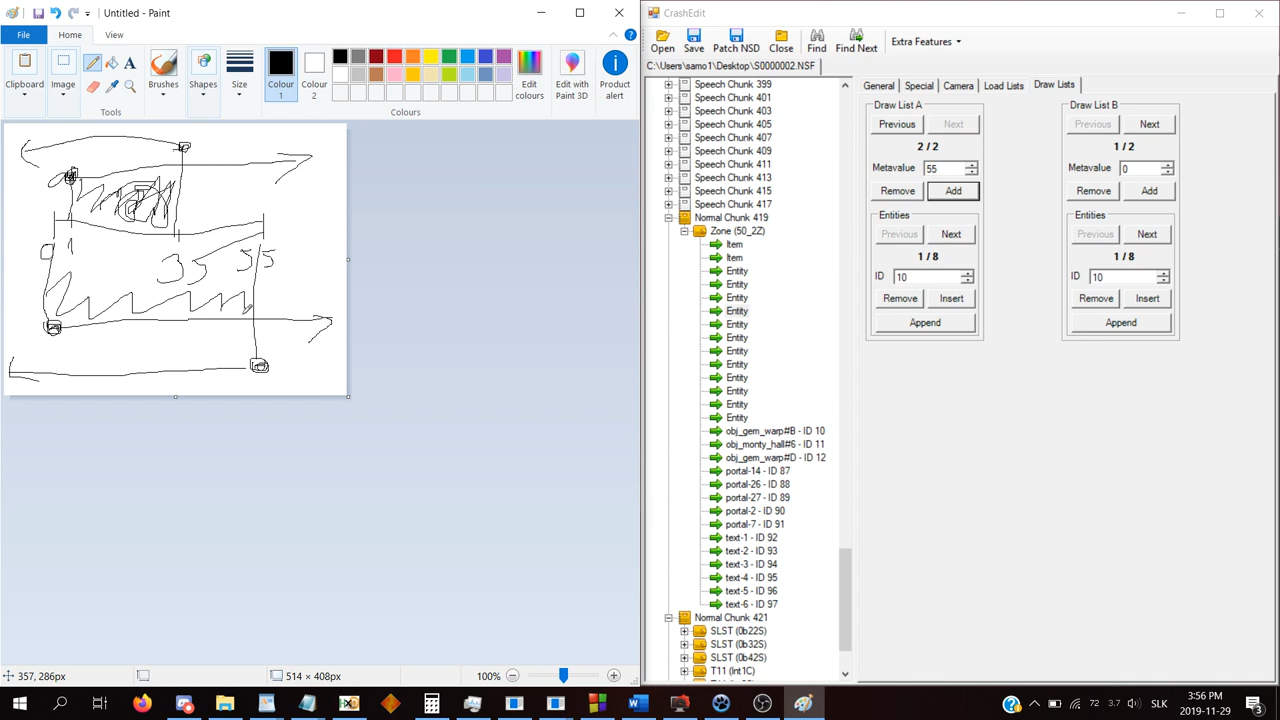 Untitled - Paint
CrashEdit
File
Home
View
Clipboard
Image
Brushes
Shapes
Size
Colour
1
Colour
2
Edit
colours
Edit with
Paint 3D
Product
alert
Tools
Colours
35 55
519 × 408px
100%
Open
Save
Patch NSD
Close
Find
Find Next
Extra Features
C:\Users\samo1\Desktop\S0000002.NSF
Speech Chunk 399
Speech Chunk 401
Speech Chunk 403
Speech Chunk 405
Speech Chunk 407
Speech Chunk 409
Speech Chunk 411
Speech Chunk 413
Speech Chunk 415
Speech Chunk 417
Normal Chunk 419
Zone (50_2Z)
Item
Item
Entity
Entity
Entity
Entity
Entity
Entity
Entity
Entity
Entity
Entity
Entity
Entity
obj_gem_warp#B - ID 10
obj_monty_hall#6 - ID 11
obj_gem_warp#D - ID 12
portal-14 - ID 87
portal-26 - ID 88
portal-27 - ID 89
portal-2 - ID 90
portal-7 - ID 91
text-1 - ID 92
text-2 - ID 93
text-3 - ID 94
text-4 - ID 95
text-5 - ID 96
text-6 - ID 97
Normal Chunk 421
SLST (0b22S)
SLST (0b32S)
SLST (0b42S)
T11 (Int1C)
General
Special
Camera
Load Lists
Draw Lists
Draw List A
Previous
Next
2 / 2
Metavalue 55
Remove
Add
Entities
Previous
Next
1 / 8
ID 10
Remove
Insert
Append
Draw List B
Previous
Next
1 / 2
Metavalue 0
Remove
Add
Entities
Previous
Next
1 / 8
ID 10
Remove
Insert
Append
72 37
SLK
3:56 PM
2019-11-29
3